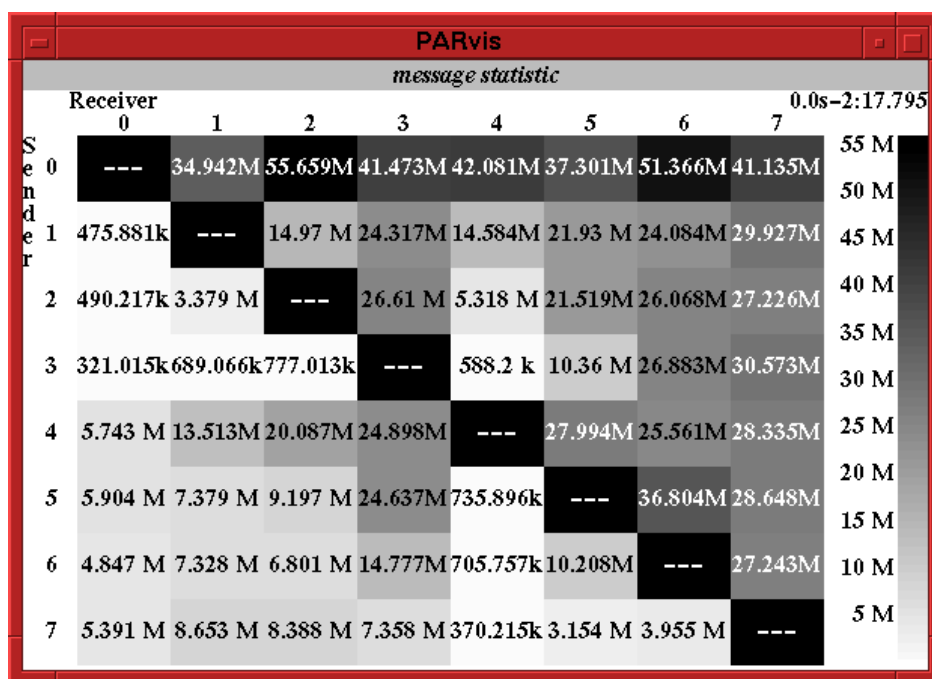 PARvis
message statistic
Receiver 0.0s-2:17.795
0 1 2 3 4 5 6 7
Sender
0 --- 34.942M 55.659M 41.473M 42.081M 37.301M 51.366M 41.135M
1 475.881k --- 14.97 M 24.317M 14.584M 21.93 M 24.084M 29.927M
2 490.217k 3.379 M --- 26.61 M 5.318 M 21.519M 26.068M 27.226M
3 321.015k 689.066k 777.013k --- 588.2 k 10.36 M 26.883M 30.573M
4 5.743 M 13.513M 20.087M 24.898M --- 27.994M 25.561M 28.335M
5 5.904 M 7.379 M 9.197 M 24.637M 735.896k --- 36.804M 28.648M
6 4.847 M 7.328 M 6.801 M 14.777M 705.757k 10.208M --- 27.243M
7 5.391 M 8.653 M 8.388 M 7.358 M 370.215k 3.154 M 3.955 M ---
55 M
50 M
45 M
40 M
35 M
30 M
25 M
20 M
15 M
10 M
5 M